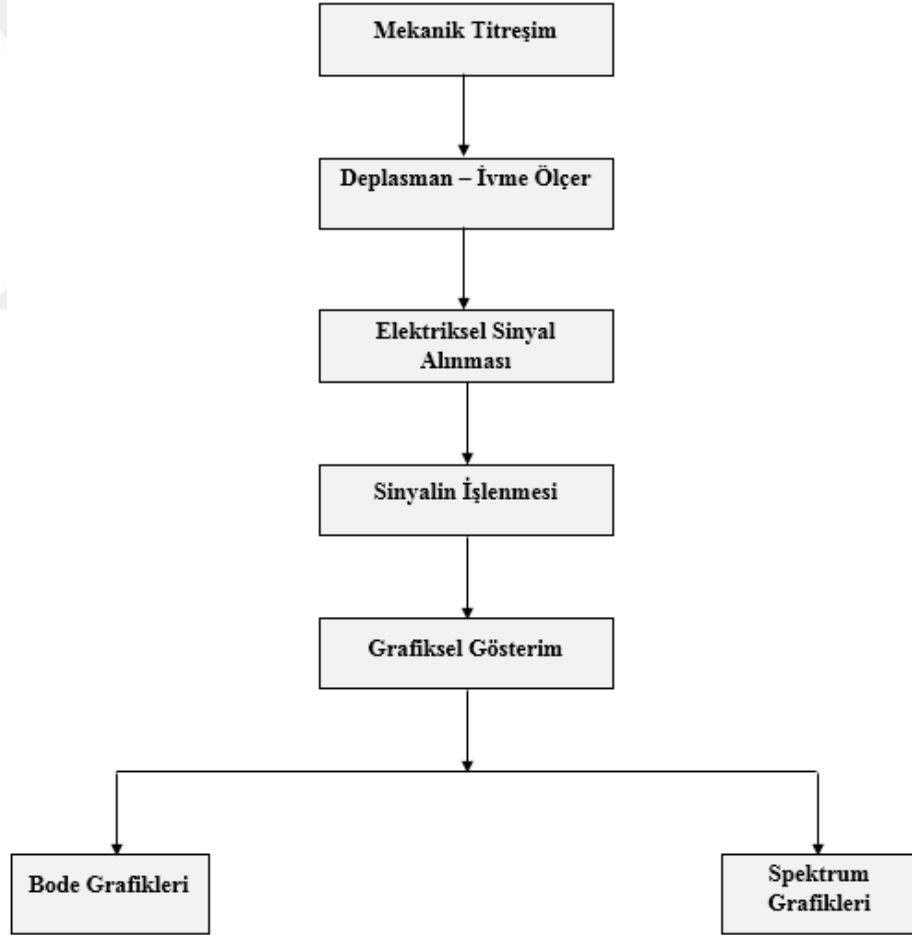 Mekanik Titreşim
Deplasman – İvme Ölçer
Elektriksel Sinyal
Alınması
Sinyalin İşlenmesi
Grafiksel Gösterim
Bode Grafikleri
Spektrum
Grafikleri